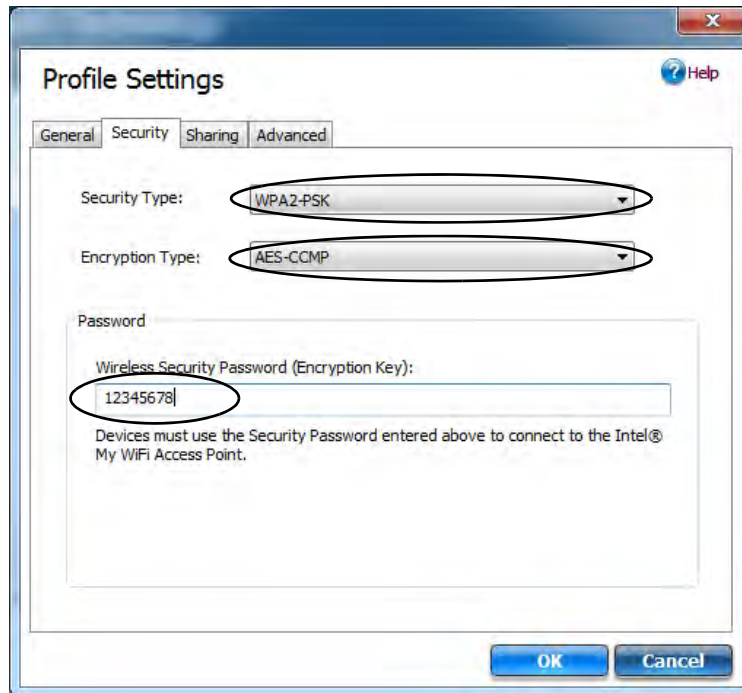 X
Profile Settings
Help
General Security Sharing Advanced
Security Type: WPA2-PSK
Encryption Type: AES-CCMP
Password
Wireless Security Password (Encryption Key):
12345678
Devices must use the Security Password entered above to connect to the Intel®
My WiFi Access Point.
OK Cancel